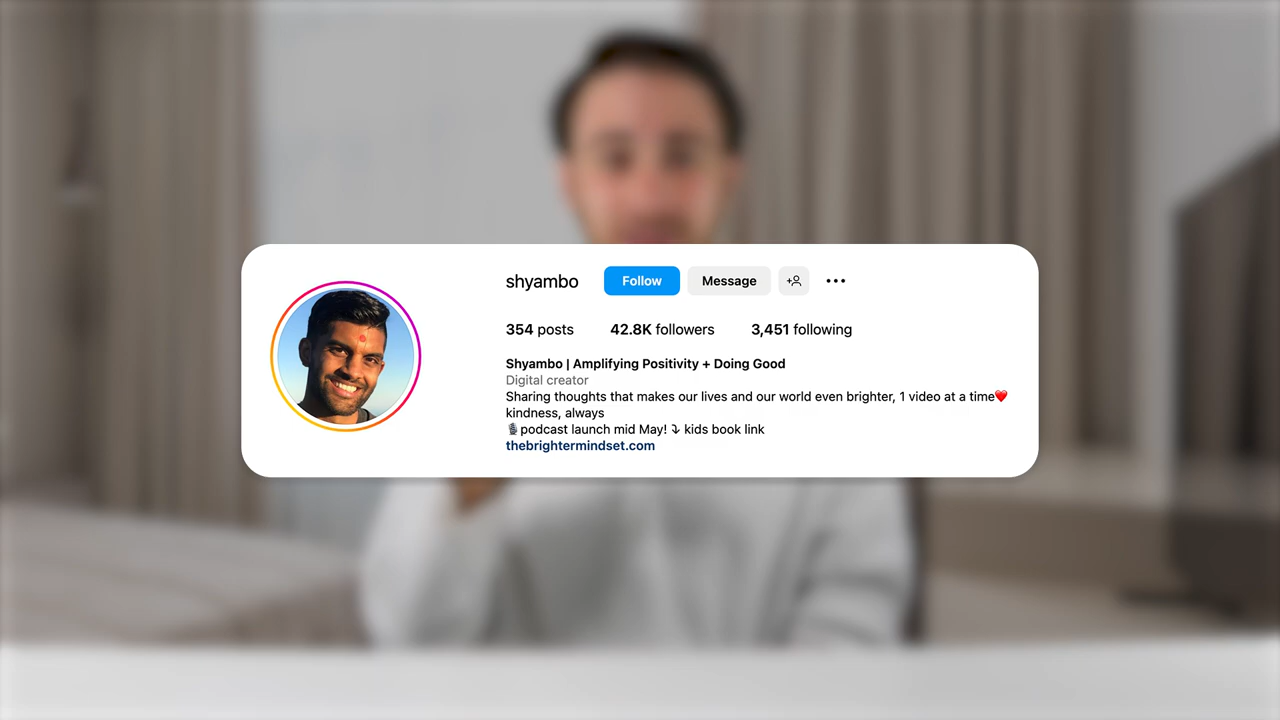 shyambo Follow Message
354 posts 42.8K followers 3,451 following
Shyambo | Amplifying Positivity + Doing Good
Digital creator
Sharing thoughts that makes our lives and our world even brighter, 1 video at a time❤️
kindness, always
🎙️podcast launch mid May! ⤵ kids book link
thebrightermindset.com